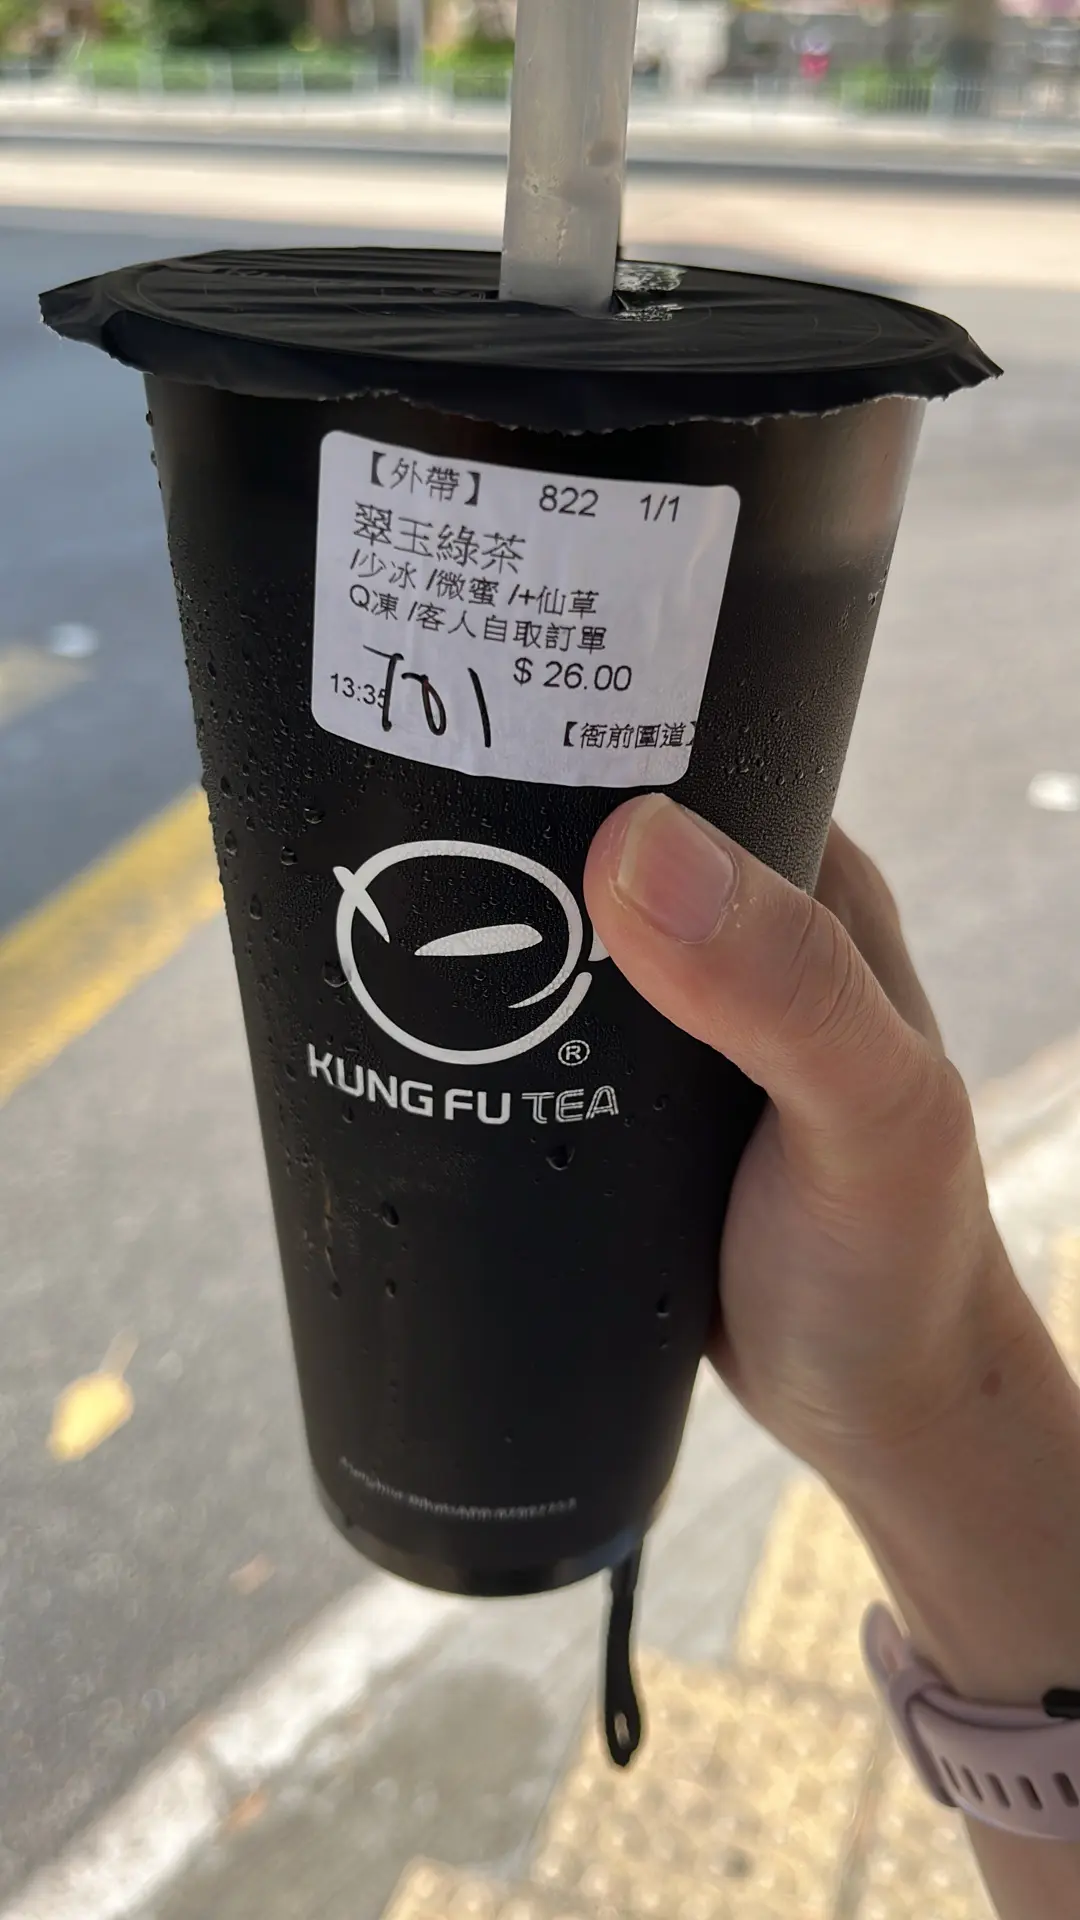 【外帶】 822 1/1
翠玉綠茶
/少冰 /微蜜 /+仙草
Q凍 /客人自取訂單
$ 26.00
13:35
701
【衙前圍道】
®
KUNG FU TEA